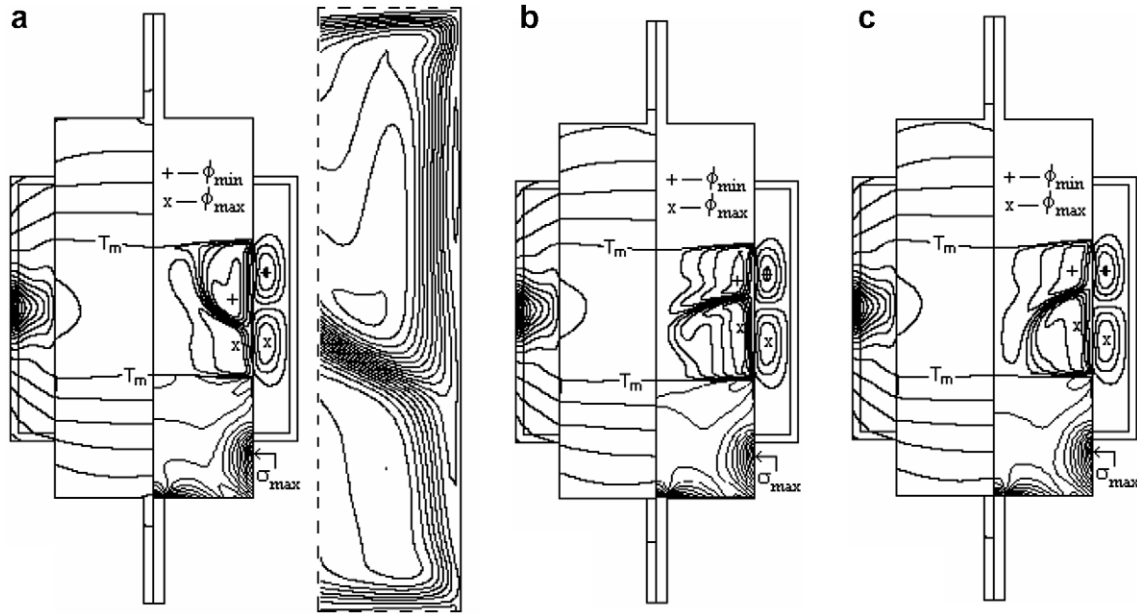 a
+ — ϕmin
x — ϕmax
Tm
Tm
+
+
x
x
σmax
b
+ — ϕmin
x — ϕmax
Tm
Tm
+
ϕ
x
x
σmax
c
+ — ϕmin
x — ϕmax
Tm
Tm
+
+
x
x
σmax